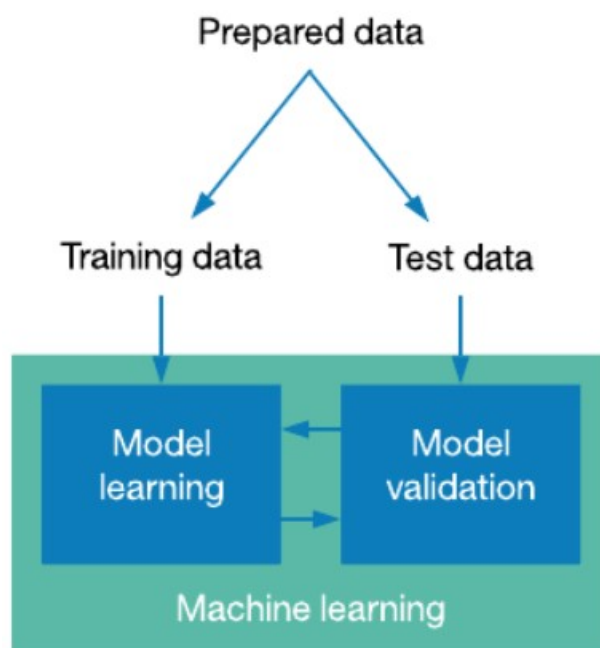 Prepared data
Training data
Test data
Model
learning
Model
validation
Machine learning